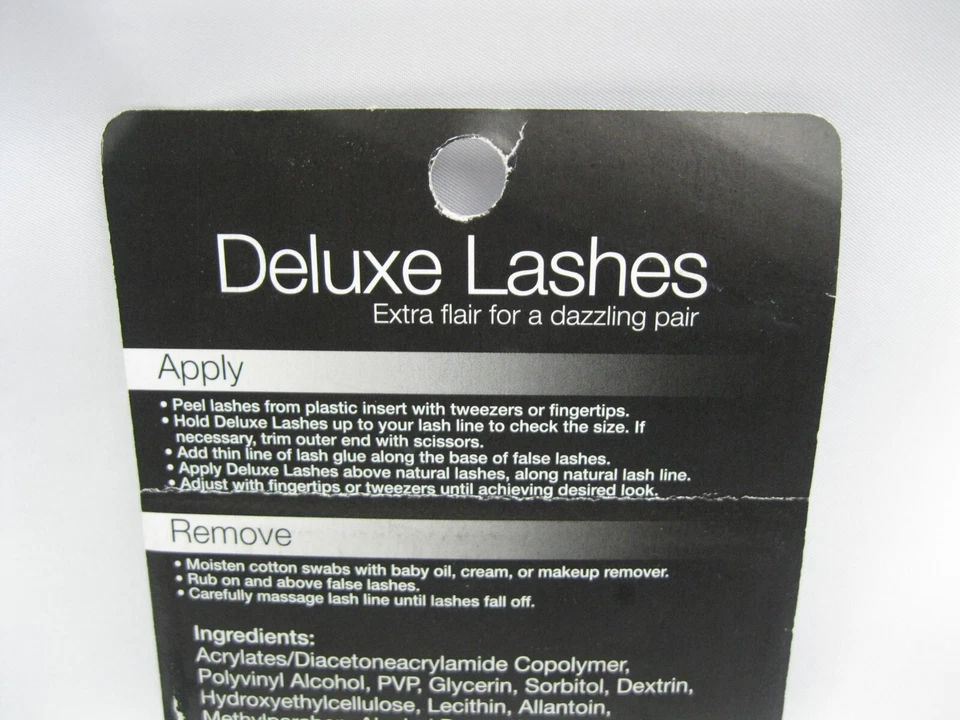 Deluxe Lashes
Extra flair for a dazzling pair
Apply
• Peel lashes from plastic insert with tweezers or fingertips.
• Hold Deluxe Lashes up to your lash line to check the size. If
necessary, trim outer end with scissors.
• Add thin line of lash glue along the base of false lashes.
• Apply Deluxe Lashes above natural lashes, along natural lash line.
• Adjust with fingertips or tweezers until achieving desired look.
Remove
• Moisten cotton swabs with baby oil, cream, or makeup remover.
• Rub on and above false lashes.
• Carefully massage lash line until lashes fall off.
Ingredients:
Acrylates/Diacetoneacrylamide Copolymer,
Polyvinyl Alcohol, PVP, Glycerin, Sorbitol, Dextrin,
Hydroxyethylcellulose, Lecithin, Allantoin,